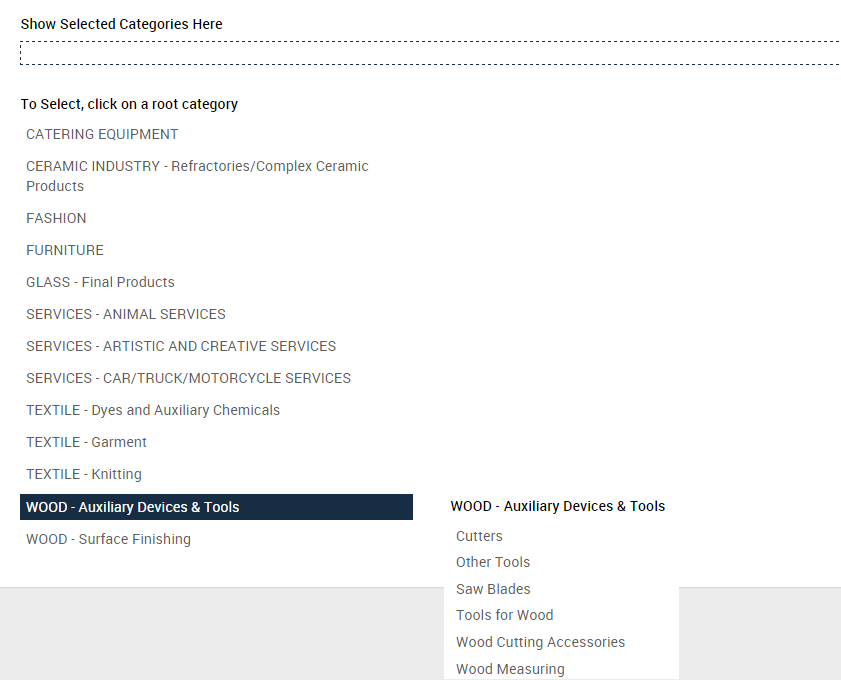 Show Selected Categories Here
To Select, click on a root category
CATERING EQUIPMENT
CERAMIC INDUSTRY - Refractories/Complex Ceramic
Products
FASHION
FURNITURE
GLASS - Final Products
SERVICES - ANIMAL SERVICES
SERVICES - ARTISTIC AND CREATIVE SERVICES
SERVICES - CAR/TRUCK/MOTORCYCLE SERVICES
TEXTILE - Dyes and Auxiliary Chemicals
TEXTILE - Garment
TEXTILE - Knitting
WOOD - Auxiliary Devices & Tools
WOOD - Surface Finishing
WOOD - Auxiliary Devices & Tools
Cutters
Other Tools
Saw Blades
Tools for Wood
Wood Cutting Accessories
Wood Measuring